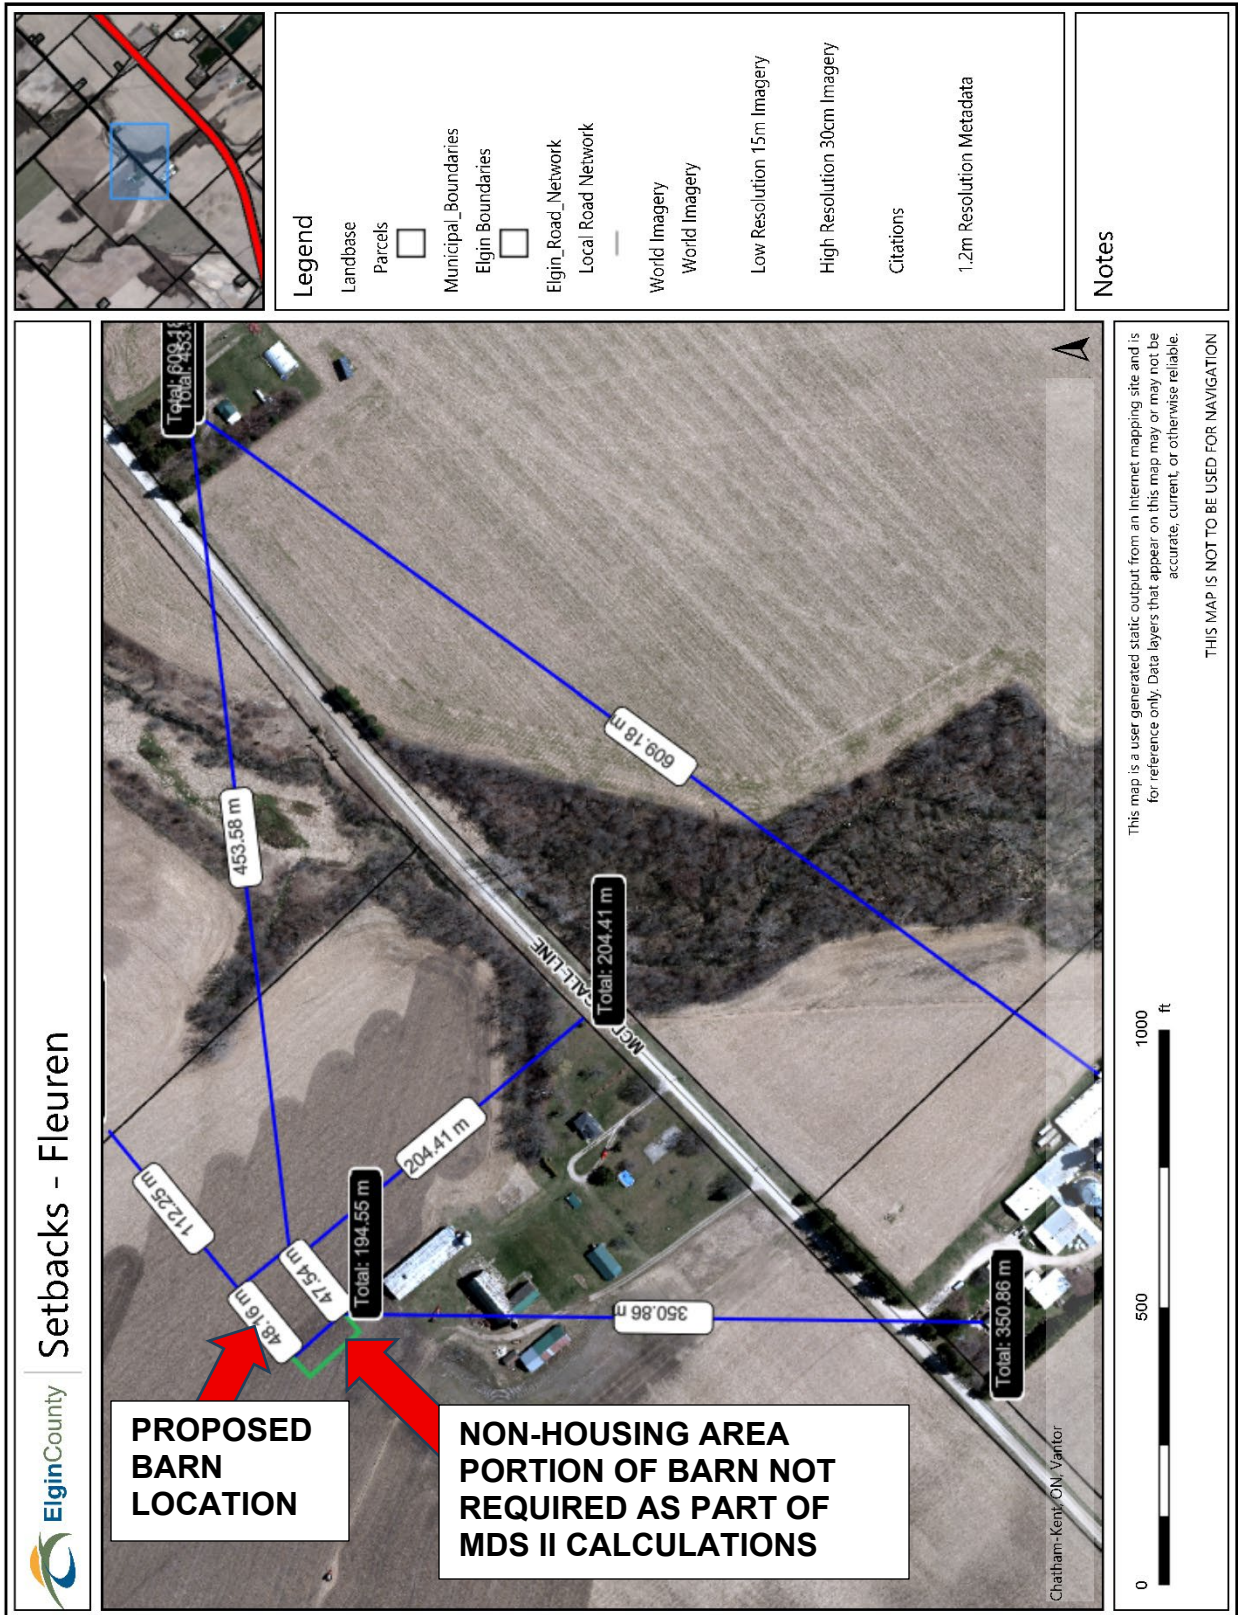 ElginCounty
Setbacks - Fleuren
Total: 609.18
Total: 453.
453.58 m
609.18 m
112.25 m
48.16 m
47.54 m
204.41 m
Total: 204.41 m
Total: 194.55 m
350.86 m
Total: 350.86 m
PROPOSED
BARN
LOCATION
NON-HOUSING AREA
PORTION OF BARN NOT
REQUIRED AS PART OF
MDS II CALCULATIONS
Chatham-Kent, ON, Vantor
Legend
Landbase
Parcels
Municipal_Boundaries
Elgin Boundaries
Elgin_Road_Network
Local Road Network
World Imagery
World Imagery
Low Resolution 15m Imagery
High Resolution 30cm Imagery
Citations
1.2m Resolution Metadata
Notes
0
500
1000
ft
This map is a user generated static output from an Internet mapping site and is
for reference only. Data layers that appear on this map may or may not be
accurate, current, or otherwise reliable.
THIS MAP IS NOT TO BE USED FOR NAVIGATION